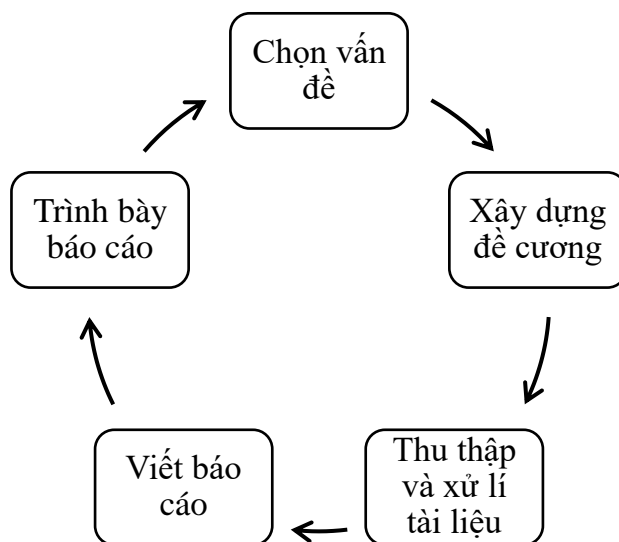 Chọn vấn
đề
Xây dựng
đề cương
Thu thập
và xử lí
tài liệu
Viết báo
cáo
Trình bày
báo cáo